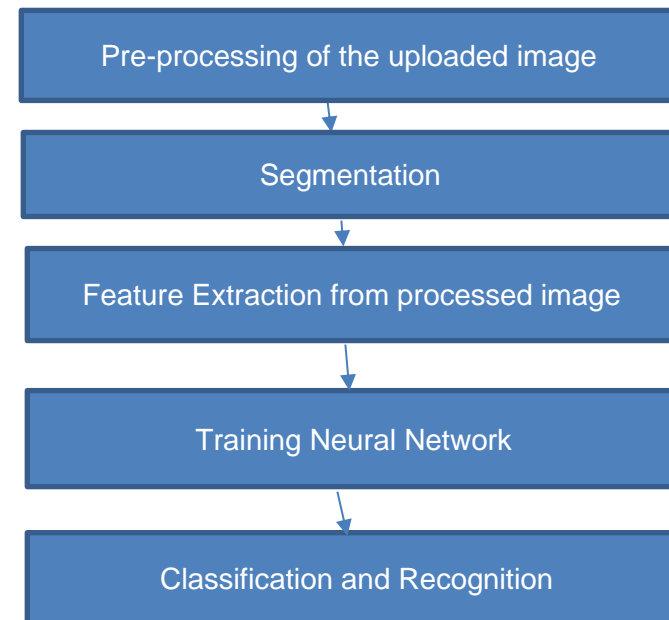 Pre-processing of the uploaded image
Segmentation
Feature Extraction from processed image
Training Neural Network
Classification and Recognition